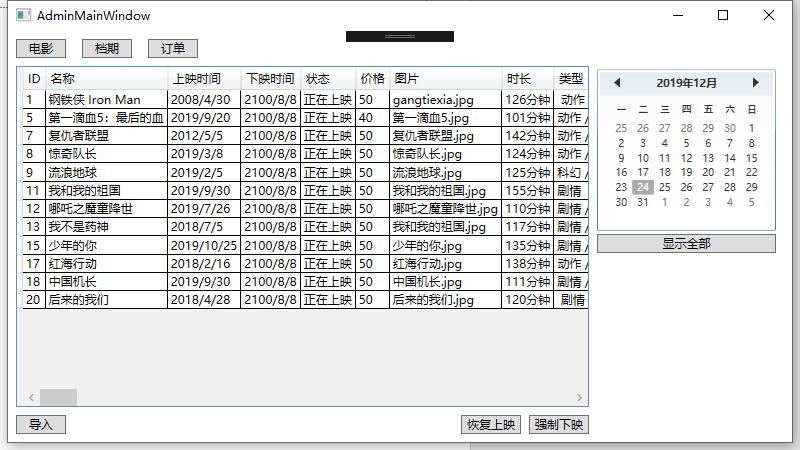 AdminMainWindow
电影 档期 订单
ID 名称 上映时间 下映时间 状态 价格 图片 时长 类型
1 钢铁侠 Iron Man 2008/4/30 2100/8/8 正在上映 50 gangtiexia.jpg 126分钟 动作
5 第一滴血5：最后的血 2019/9/20 2100/8/8 正在上映 40 第一滴血5.jpg 101分钟 动作 /
7 复仇者联盟 2012/5/5 2100/8/8 正在上映 50 复仇者联盟.jpg 142分钟 动作 /
8 惊奇队长 2019/3/8 2100/8/8 正在上映 50 惊奇队长.jpg 124分钟 动作 /
9 流浪地球 2019/2/5 2100/8/8 正在上映 50 流浪地球.jpg 125分钟 科幻 /
11 我和我的祖国 2019/9/30 2100/8/8 正在上映 50 我和我的祖国.jpg 155分钟 剧情
12 哪吒之魔童降世 2019/7/26 2100/8/8 正在上映 50 哪吒之魔童降世.jpg 110分钟 剧情 /
13 我不是药神 2018/7/5 2100/8/8 正在上映 50 我和我的祖国.jpg 117分钟 剧情 /
15 少年的你 2019/10/25 2100/8/8 正在上映 50 少年的你.jpg 135分钟 剧情 /
17 红海行动 2018/2/16 2100/8/8 正在上映 50 红海行动.jpg 138分钟 动作 /
18 中国机长 2019/9/30 2100/8/8 正在上映 50 中国机长.jpg 111分钟 剧情 /
20 后来的我们 2018/4/28 2100/8/8 正在上映 50 后来的我们.jpg 120分钟 剧情
2019年12月
一 二 三 四 五 六 日
25 26 27 28 29 30 1
2 3 4 5 6 7 8
9 10 11 12 13 14 15
16 17 18 19 20 21 22
23 24 25 26 27 28 29
30 31 1 2 3 4 5
显示全部
导入 恢复上映 强制下映